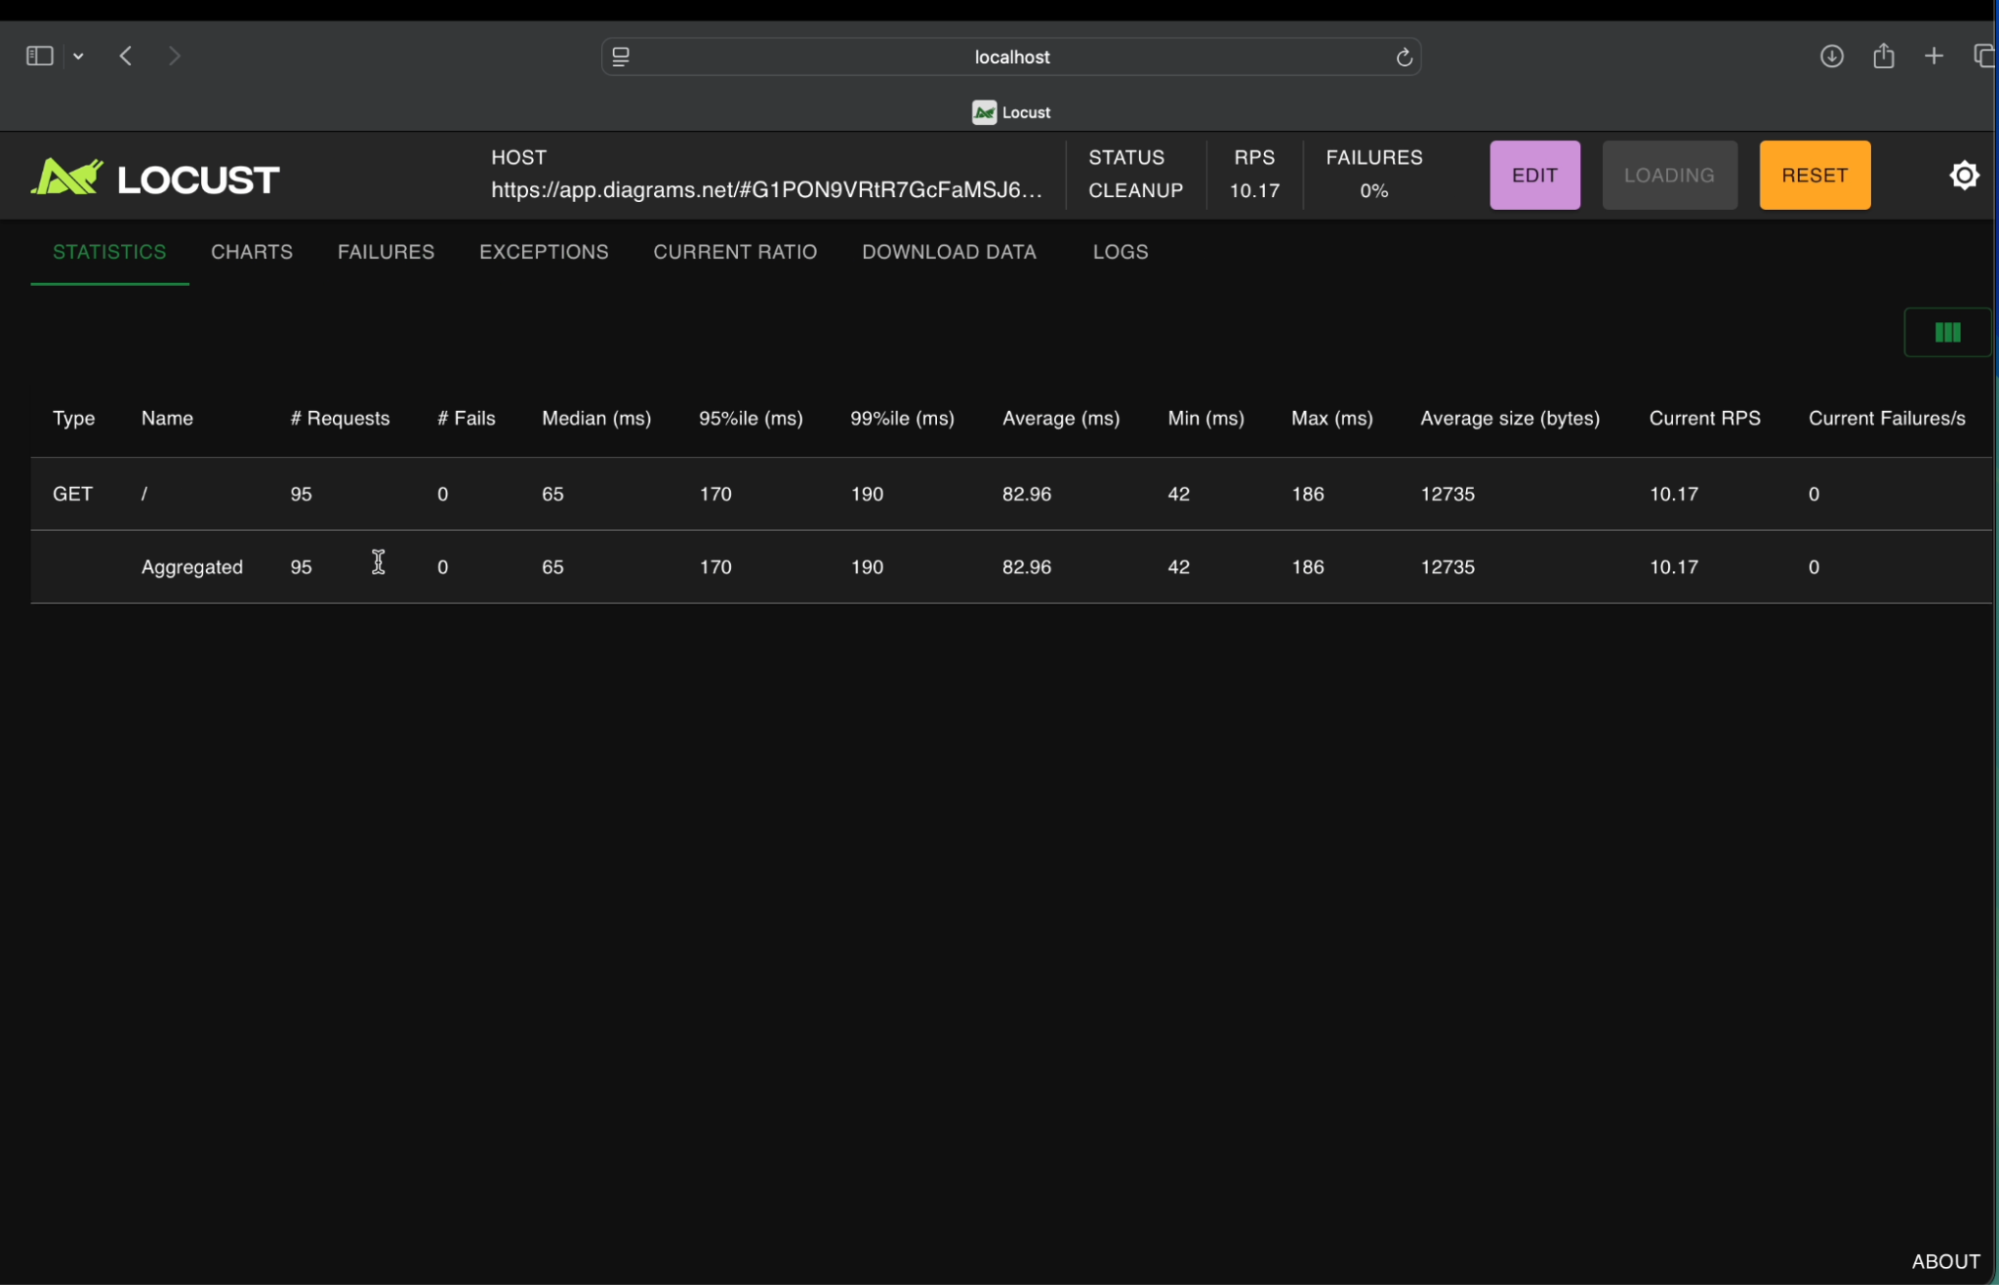 localhost
Locust
LOCUST
HOST
https://app.diagrams.net/#G1PON9VRtR7GcFaMSJ6...
STATUS
CLEANUP
RPS
10.17
FAILURES
0%
EDIT
LOADING
RESET
STATISTICS CHARTS FAILURES EXCEPTIONS CURRENT RATIO DOWNLOAD DATA LOGS
Type Name # Requests # Fails Median (ms) 95%ile (ms) 99%ile (ms) Average (ms) Min (ms) Max (ms) Average size (bytes) Current RPS Current Failures/s
GET / 95 0 65 170 190 82.96 42 186 12735 10.17 0
Aggregated 95 0 65 170 190 82.96 42 186 12735 10.17 0
ABOUT